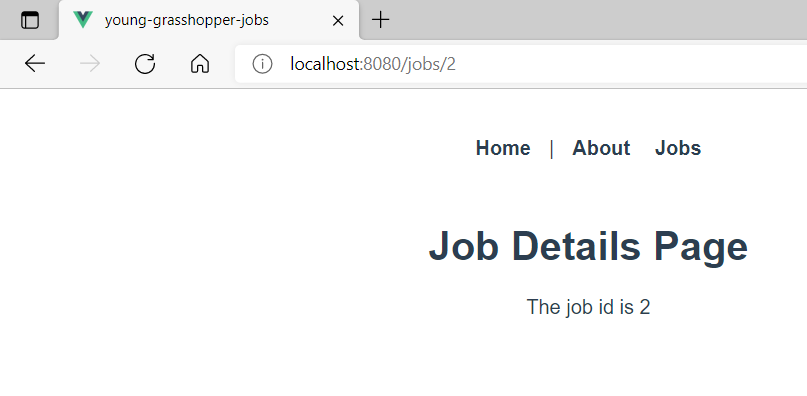 young-grasshopper-jobs
localhost:8080/jobs/2
Home | About Jobs
Job Details Page
The job id is 2